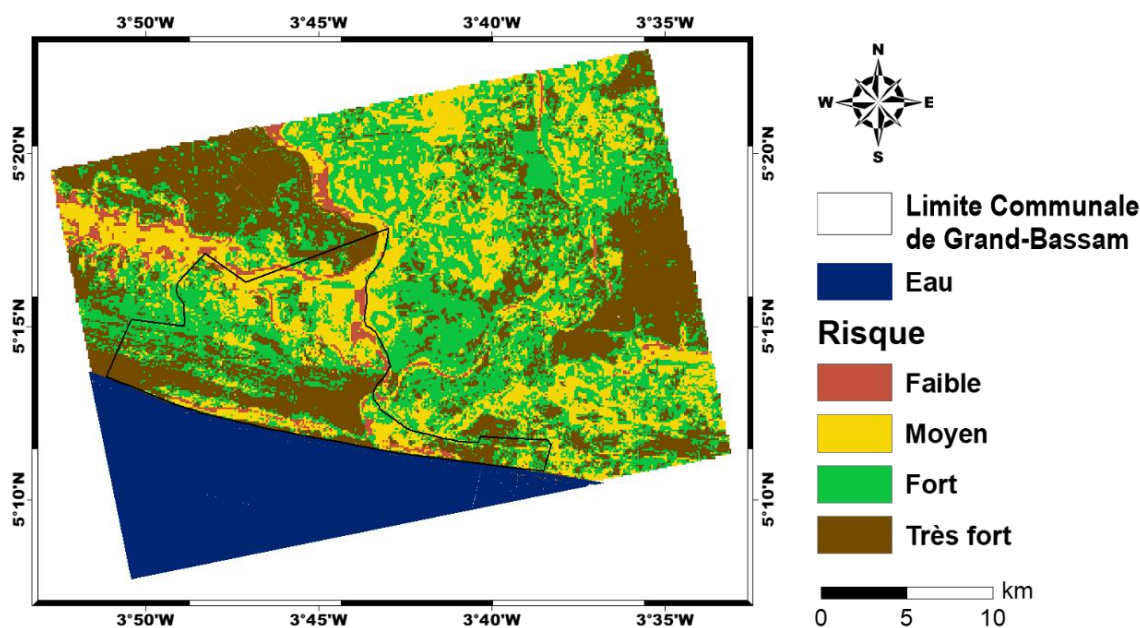 3°50'W 3°45'W 3°40'W 3°35'W
N
W E
S
5°20'N 5°20'N
5°15'N 5°15'N
5°10'N 5°10'N
3°50'W 3°45'W 3°40'W 3°35'W
Limite Communale
de Grand-Bassam
Eau
Risque
Faible
Moyen
Fort
Très fort
km
0 5 10